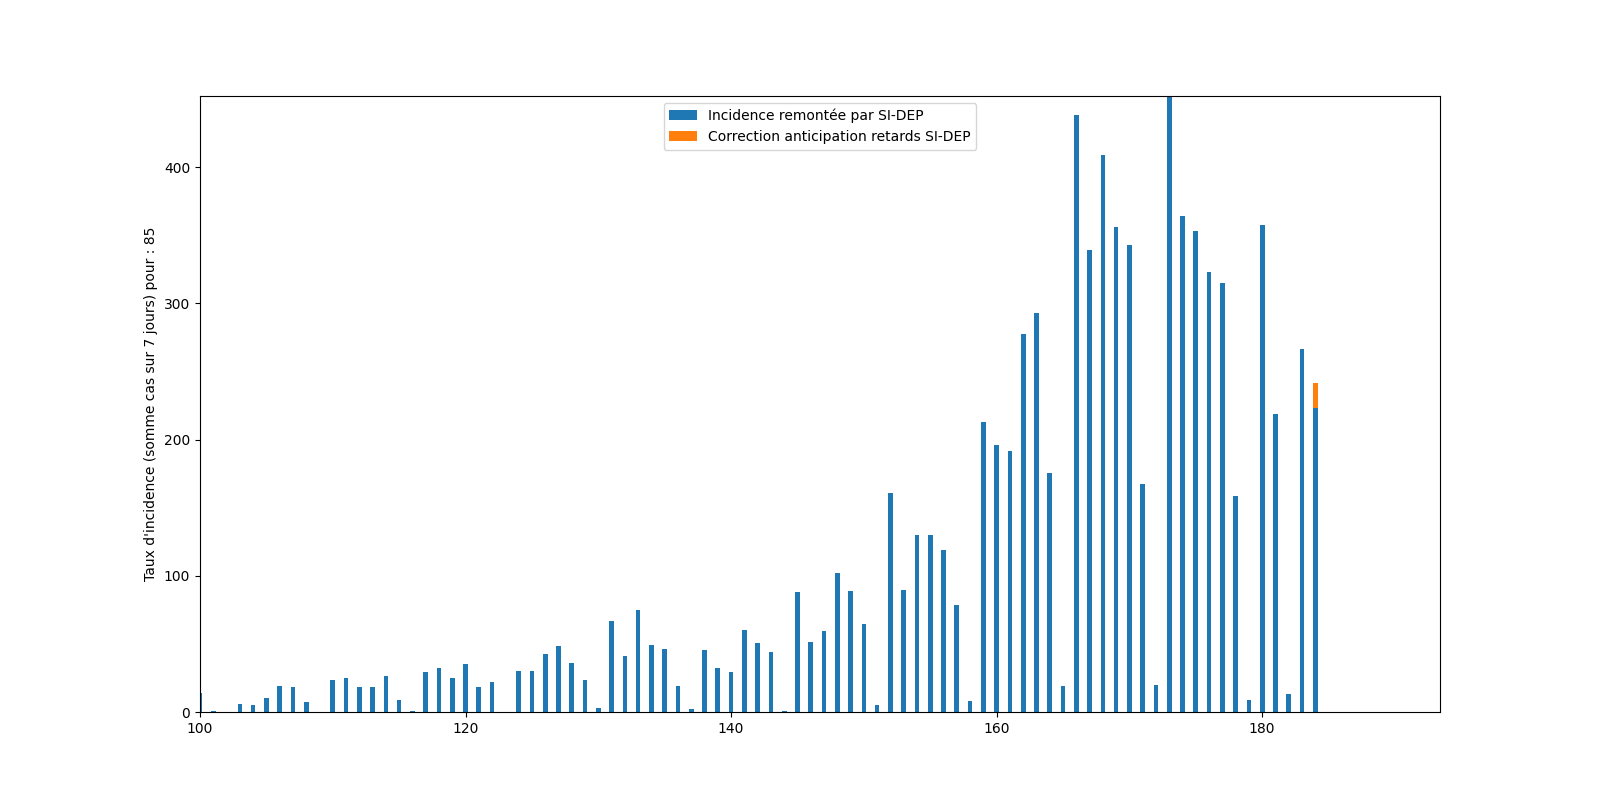 Incidence remontée par SI-DEP
Correction anticipation retards SI-DEP
Taux d'incidence (somme cas sur 7 jours) pour : 85
400
300
200
100
0
100 120 140 160 180